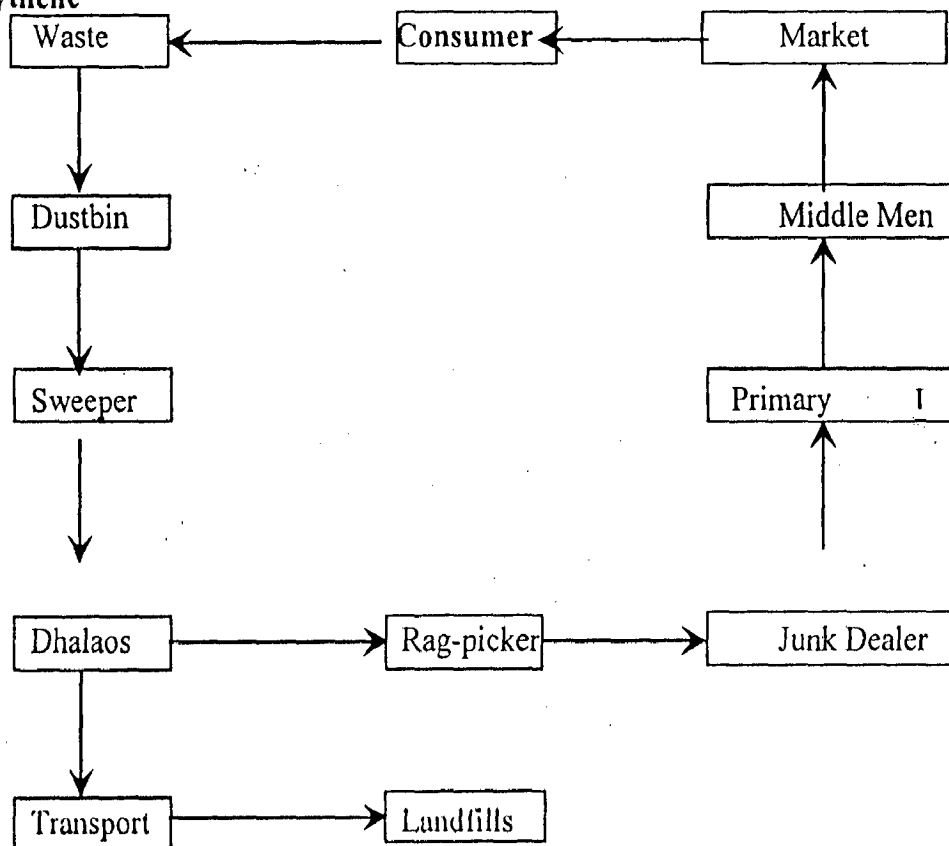 Waste Consumer Market
Dustbin Middle Men
Sweeper Primary I
Dhalaos Rag-picker Junk Dealer
Transport Landfills